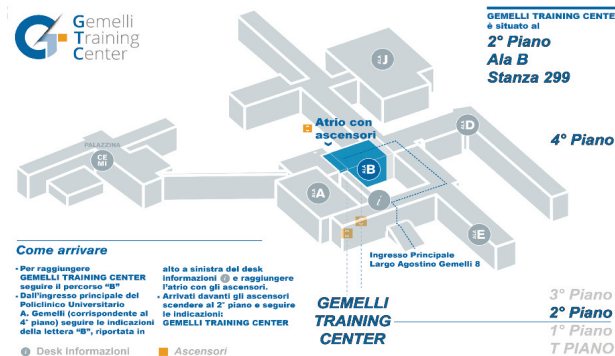 Gemelli
Training
Center
GEMELLI TRAINING CENTE
è situato al
2° Piano
Ala B
Stanza 299
4° Piano
J
Atrio con
ascensori
D
PALAZZINA
CE
MI
B
A
i
E
Ingresso Principale
Largo Agostino Gemelli 8
Come arrivare
• Per raggiungere
GEMELLI TRAINING CENTER
seguire il percorso “B”
• Dall’ingresso principale del
Policlinico Universitario
A. Gemelli (corrispondente al
4° piano) seguire le indicazioni
della lettera “B”, riportata in
alto a sinistra del desk
informazioni i e raggiungere
l’atrio con gli ascensori.
• Arrivati davanti gli ascensori
scendere al 2° piano e seguire
le indicazioni:
GEMELLI TRAINING CENTER
i Desk Informazioni
Ascensori
GEMELLI
TRAINING
CENTER
3° Piano
2° Piano
1° Piano
T PIANO